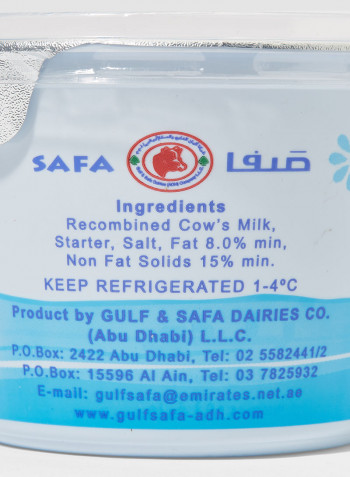 SAFA صفا
Ingredients
Recombined Cow's Milk,
Starter, Salt, Fat 8.0% min,
Non Fat Solids 15% min.
KEEP REFRIGERATED 1-4ºC
Product by GULF & SAFA DAIRIES CO.
(Abu Dhabi) L.L.C.
P.O.Box: 2422 Abu Dhabi, Tel: 02 5582441/2
P.O.Box: 15596 Al Ain, Tel: 03 7825932
E-mail: gulfsafa@emirates.net.ae
www.gulfsafa-adh.com